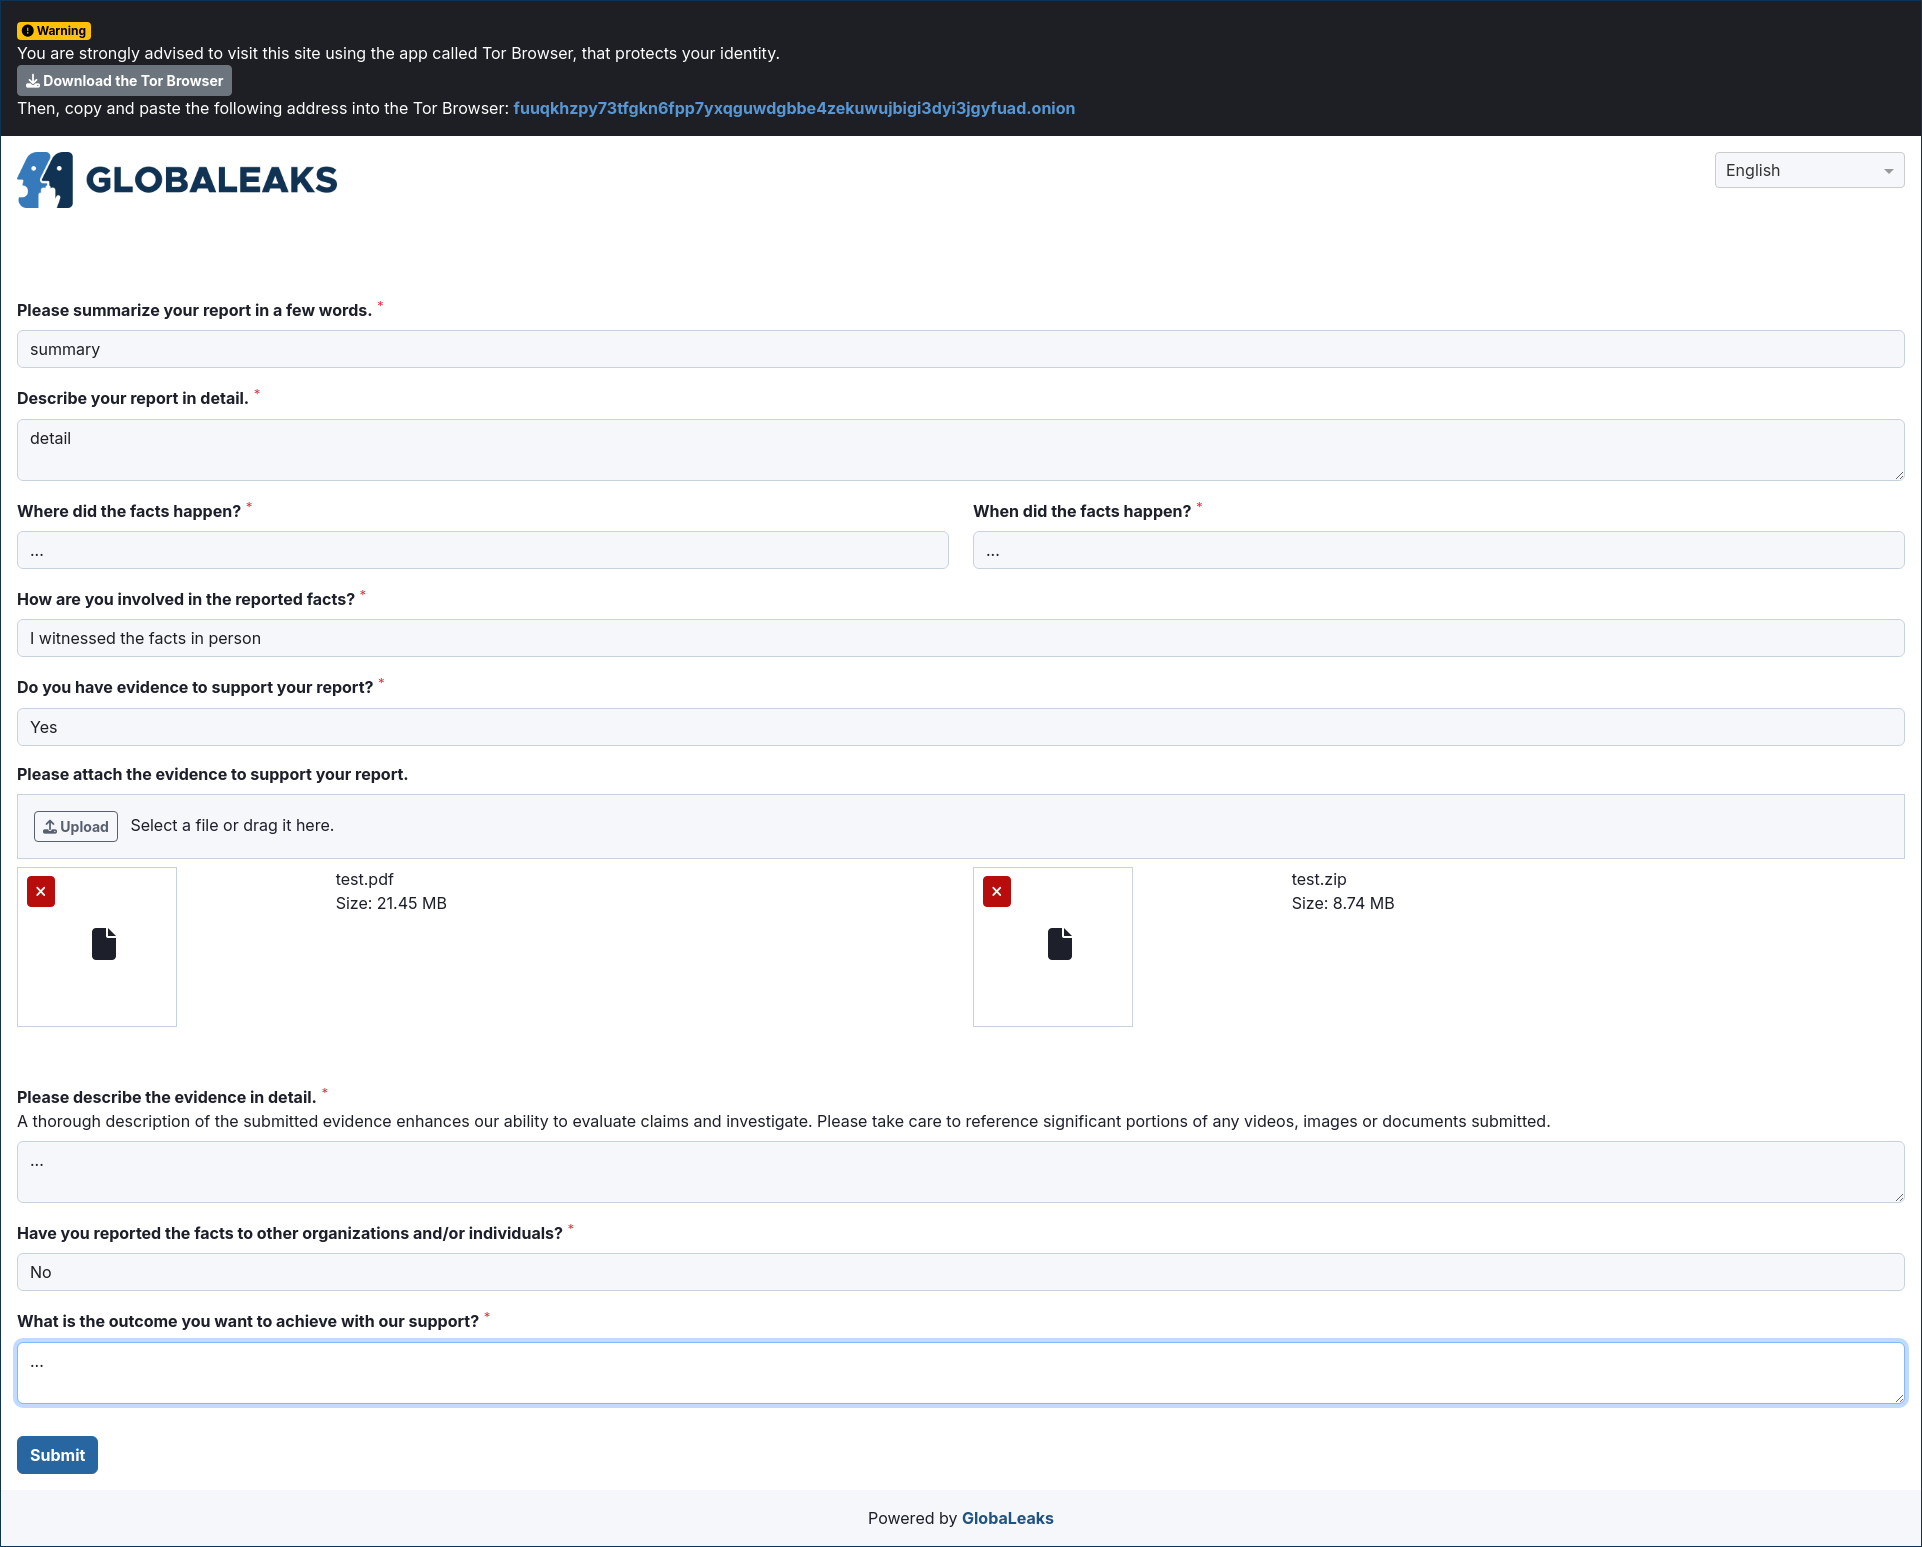 Warning
You are strongly advised to visit this site using the app called Tor Browser, that protects your identity.
Download the Tor Browser
Then, copy and paste the following address into the Tor Browser: fuuqkhzpy73tfgkn6fpp7yxqguwdgbbe4zekuwujbigi3dyi3jgyfuad.onion
GLOBALEAKS
English
Please summarize your report in a few words. *
summary
Describe your report in detail. *
detail
Where did the facts happen? *
...
When did the facts happen? *
...
How are you involved in the reported facts? *
I witnessed the facts in person
Do you have evidence to support your report? *
Yes
Please attach the evidence to support your report.
Upload Select a file or drag it here.
test.pdf
Size: 21.45 MB
test.zip
Size: 8.74 MB
Please describe the evidence in detail. *
A thorough description of the submitted evidence enhances our ability to evaluate claims and investigate. Please take care to reference significant portions of any videos, images or documents submitted.
...
Have you reported the facts to other organizations and/or individuals? *
No
What is the outcome you want to achieve with our support? *
...
Submit
Powered by GlobaLeaks